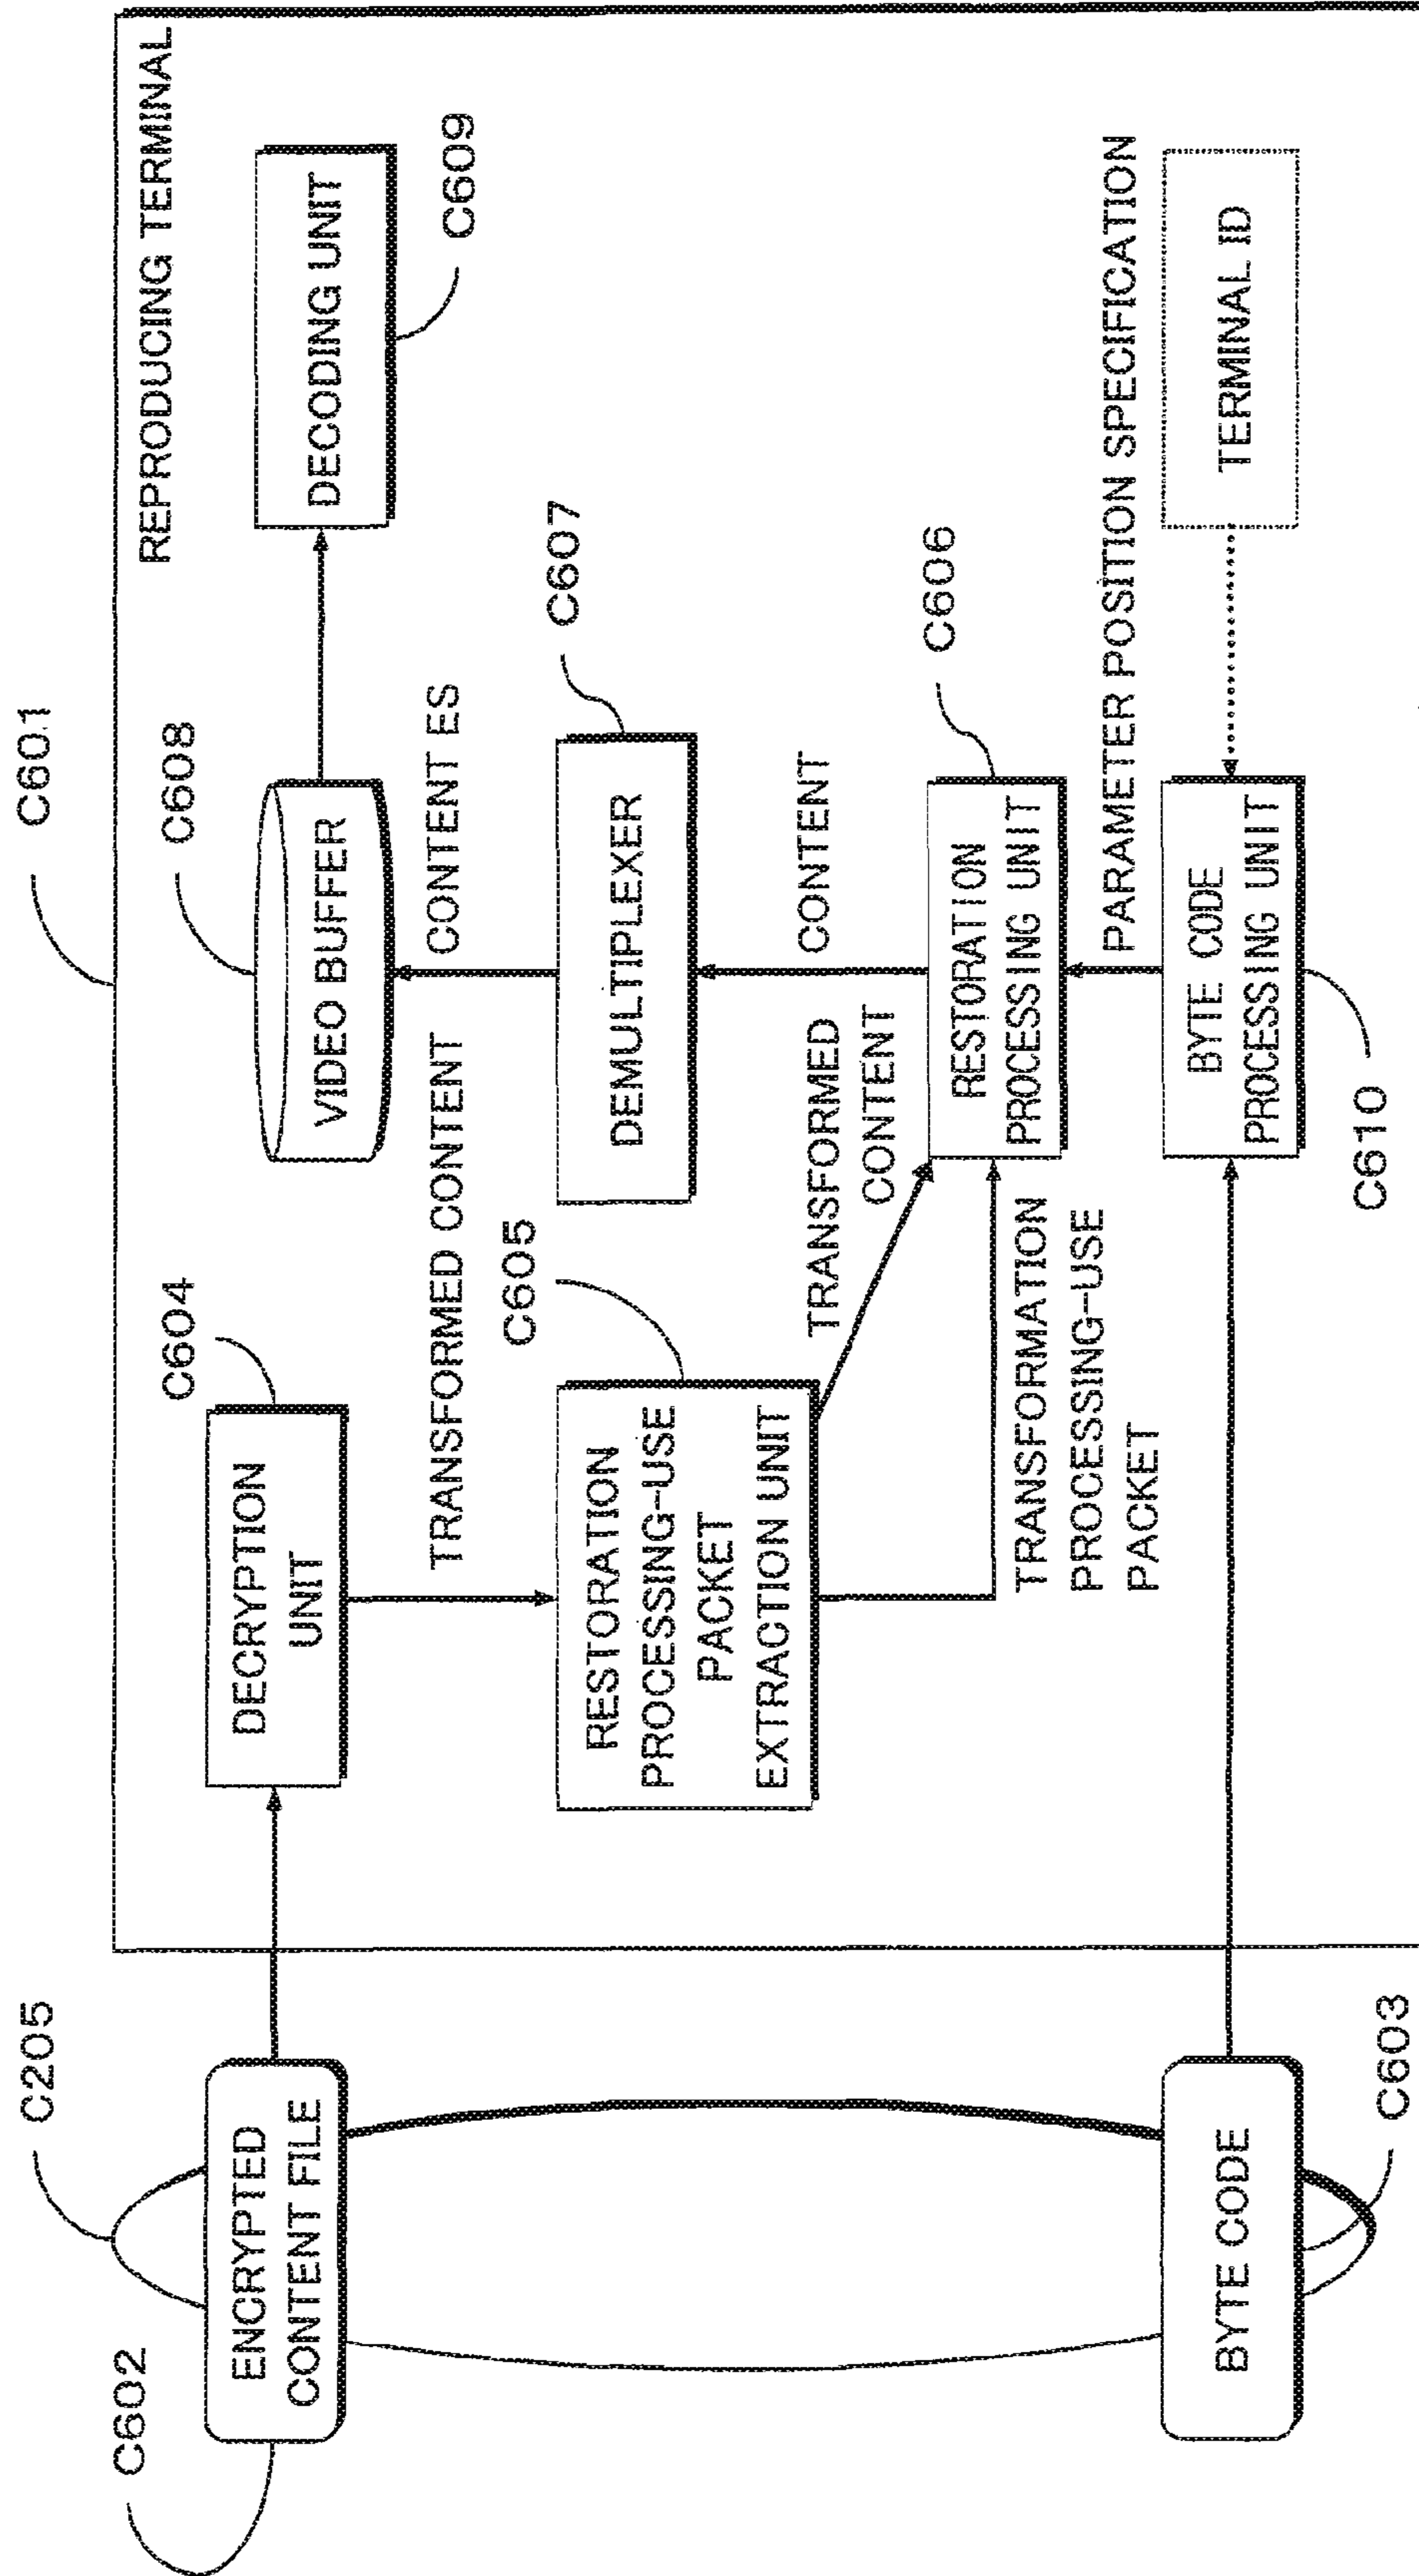 C601
REPRODUCING TERMINAL
C205
C602
ENCRYPTED
CONTENT FILE
C604
DECRYPTION
UNIT
C608
VIDEO BUFFER
DECODING UNIT
C609
TRANSFORMED CONTENT
CONTENT ES
C605
RESTORATION
PROCESSING-USE
PACKET
EXTRACTION UNIT
C607
DEMULTIPLEXER
TRANSFORMED
CONTENT
CONTENT
C606
RESTORATION
PROCESSING UNIT
TRANSFORMATION
PROCESSING-USE
PACKET
PARAMETER POSITION SPECIFICATION
BYTE CODE
C603
BYTE CODE
PROCESSING UNIT
C610
TERMINAL ID